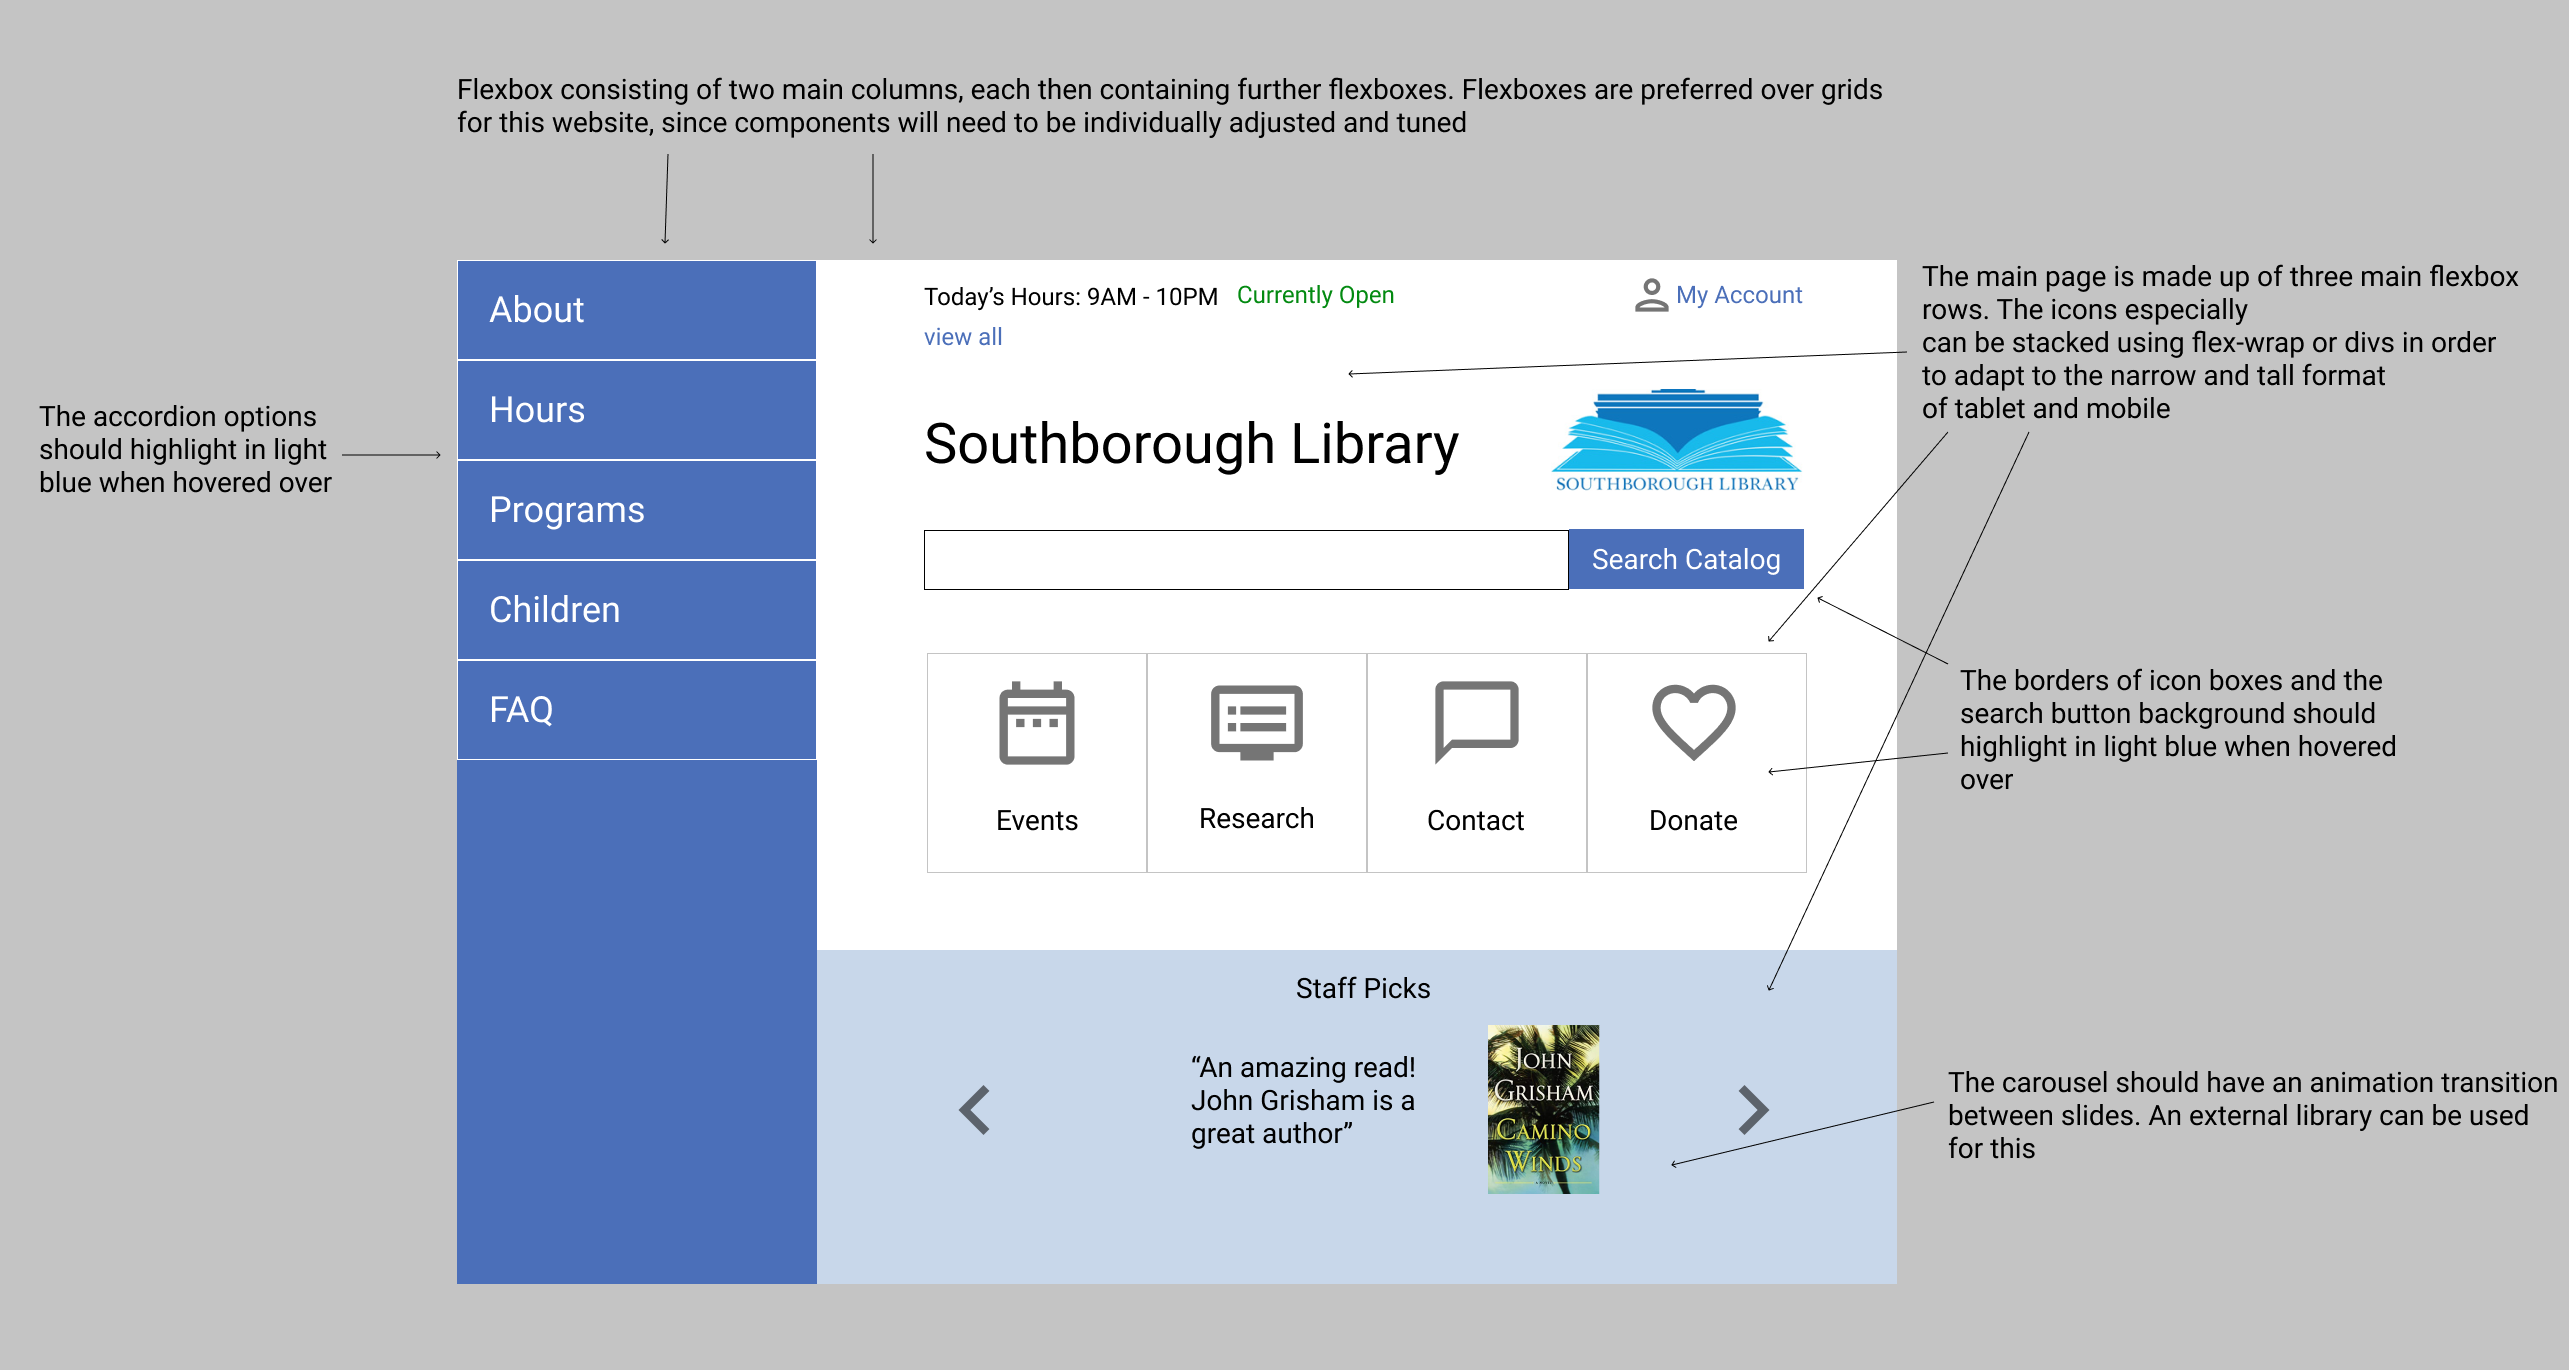 Flexbox consisting of two main columns, each then containing further flexboxes. Flexboxes are preferred over grids
for this website, since components will need to be individually adjusted and tuned
The accordion options
should highlight in light
blue when hovered over
About
Hours
Programs
Children
FAQ
Today’s Hours: 9AM - 10PM
Currently Open
My Account
view all
Southborough Library
SOUTHBOROUGH LIBRARY
Search Catalog
Events
Research
Contact
Donate
Staff Picks
“An amazing read!
John Grisham is a
great author”
JOHN
GRISHAM
CAMINO
WINDS
The main page is made up of three main flexbox
rows. The icons especially
can be stacked using flex-wrap or divs in order
to adapt to the narrow and tall format
of tablet and mobile
The borders of icon boxes and the
search button background should
highlight in light blue when hovered
over
The carousel should have an animation transition
between slides. An external library can be used
for this